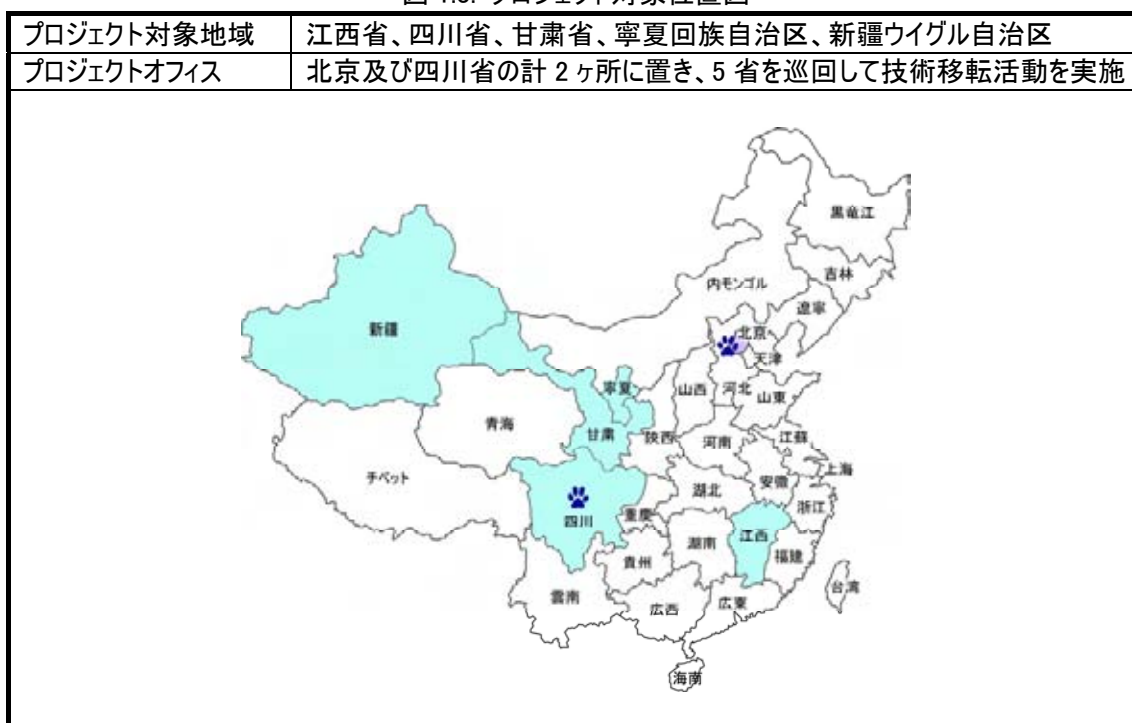 プロジェクト対象地域 江西省、四川省、甘粛省、寧夏回族自治区、新疆ウイグル自治区
プロジェクトオフィス 北京及び四川省の計 2 ヶ所に置き、5 省を巡回して技術移転活動を実施
黒竜江
吉林
内モンゴル
遼寧
北京
天津
新疆
寧夏
山西
河北
山東
青海
甘粛
陝西
河南
江蘇
チベット
四川
重慶
湖北
安徽
上海
浙江
江西
湖南
貴州
福建
雲南
広西
広東
台湾
海南